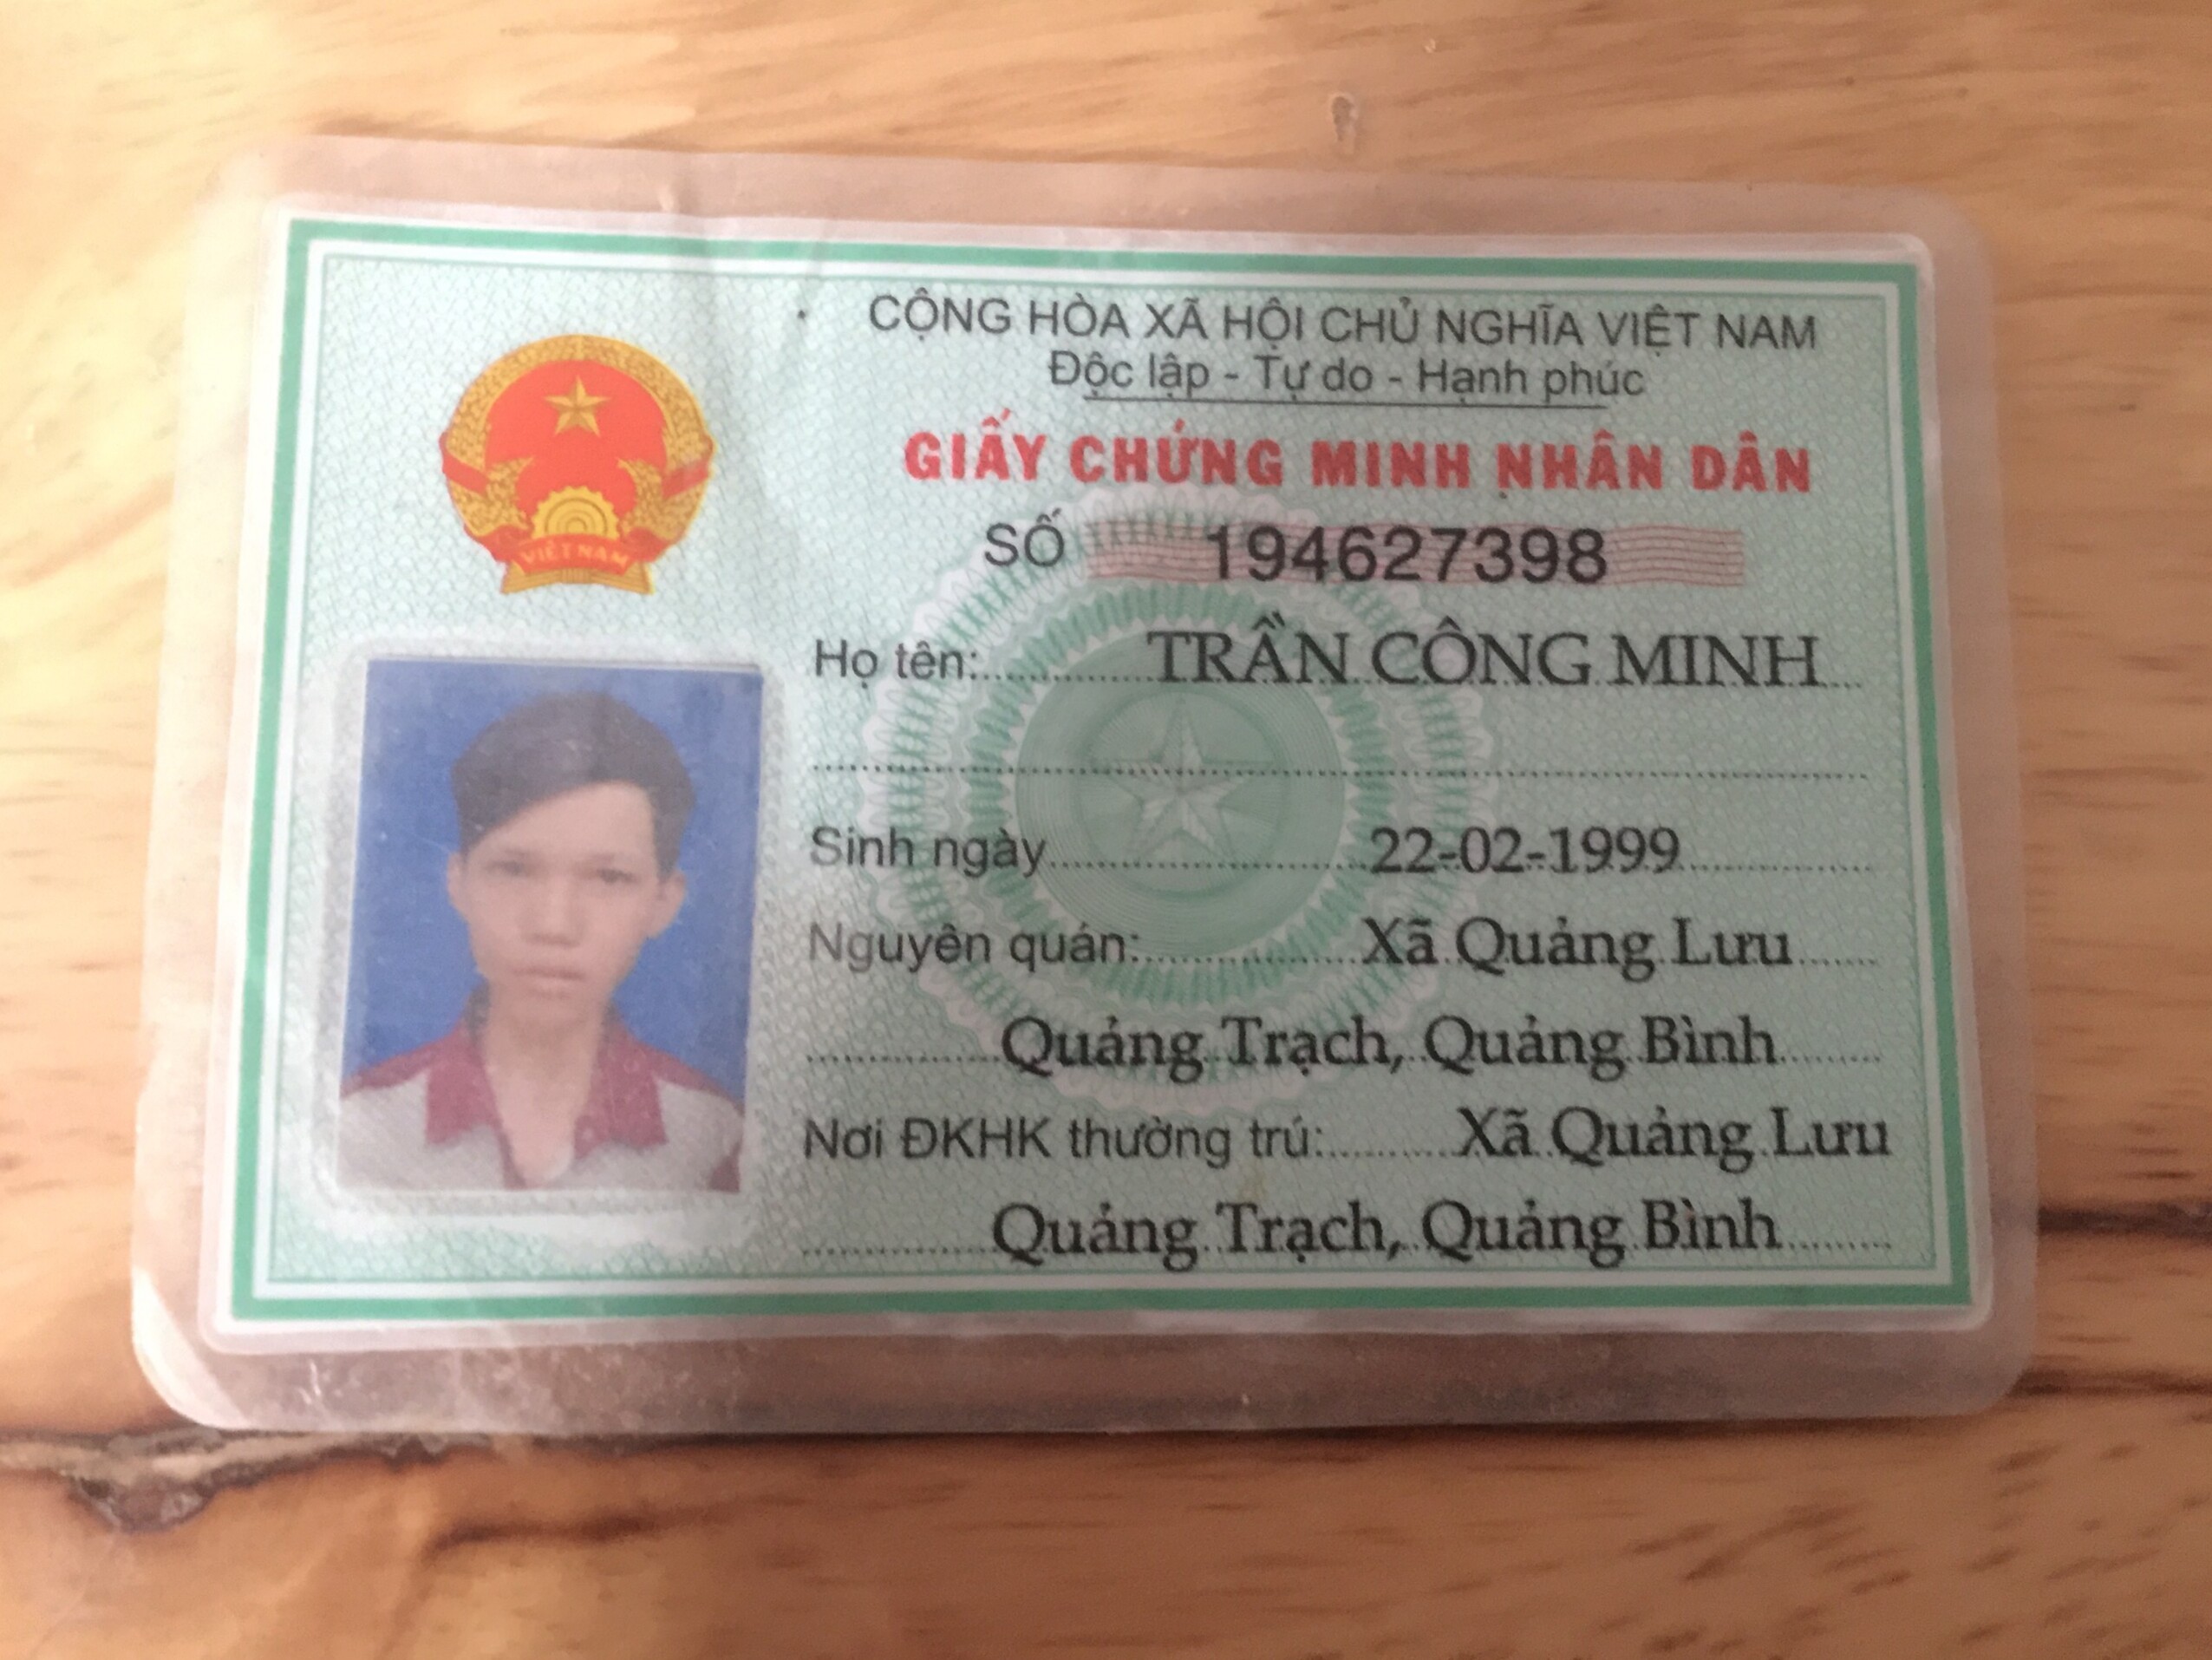 CỘNG HÒA XÃ HỘI CHỦ NGHĨA VIỆT NAM
Độc lập - Tự do - Hạnh phúc
GIẤY CHỨNG MINH NHÂN DÂN
SỐ 194627398
VIỆT NAM
Họ tên: TRẦN CÔNG MINH
Sinh ngày 22-02-1999
Nguyên quán: Xã Quảng Lưu
Quảng Trạch, Quảng Bình
Nơi ĐKHK thường trú: Xã Quảng Lưu
Quảng Trạch, Quảng Bình